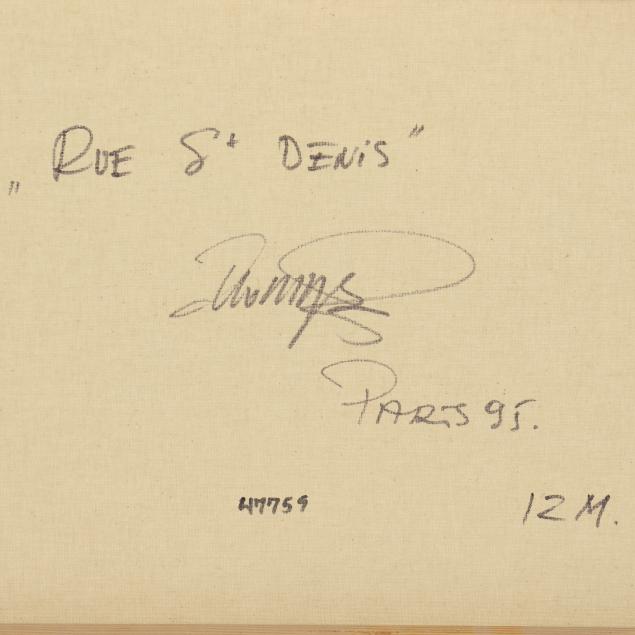 „RUE St DENiS"
PARIS 95.
47759
12 M.